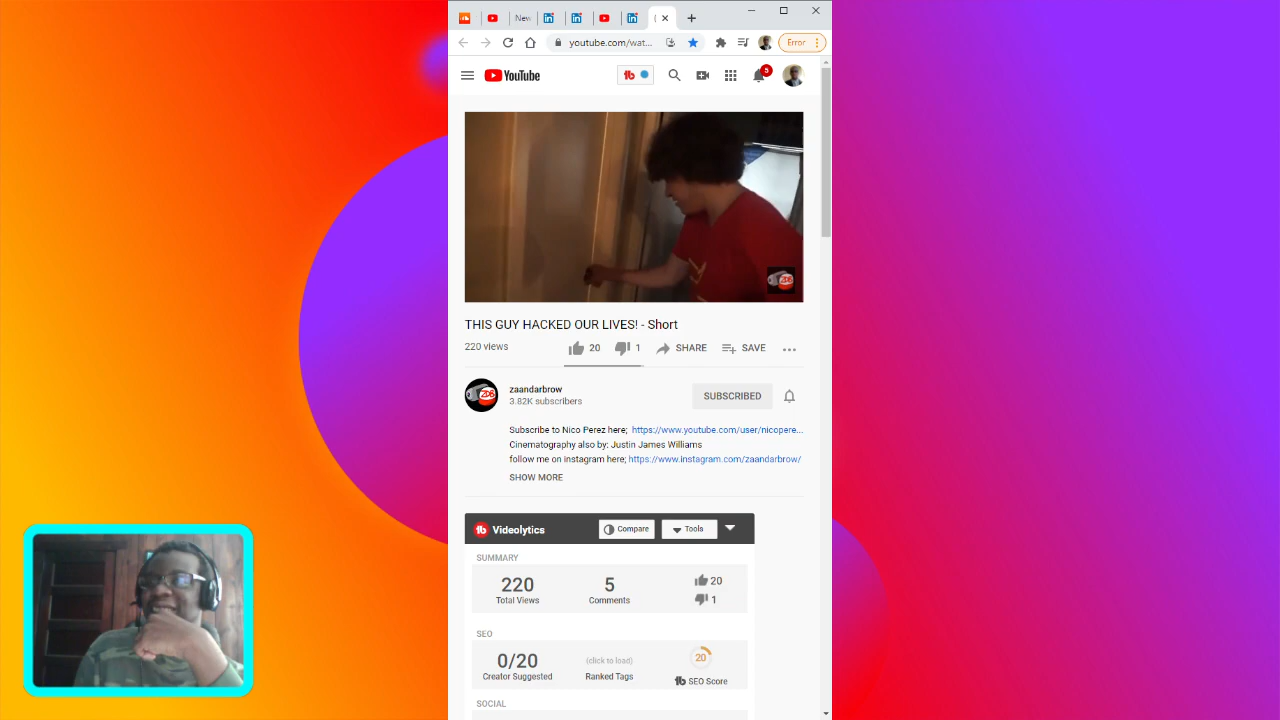 New
youtube.com/wat...
Error
YouTube
5
THIS GUY HACKED OUR LIVES! - Short
220 views
20
1
SHARE
SAVE
zaandarbrow
3.82K subscribers
SUBSCRIBED
Subscribe to Nico Perez here; https://www.youtube.com/user/nicopere...
Cinematography also by: Justin James Williams
follow me on instagram here; https://www.instagram.com/zaandarbrow/
SHOW MORE
Videolytics
Compare
Tools
SUMMARY
220
5
20
Total Views
Comments
1
SEO
0/20
(click to load)
20
Creator Suggested
Ranked Tags
SEO Score
SOCIAL